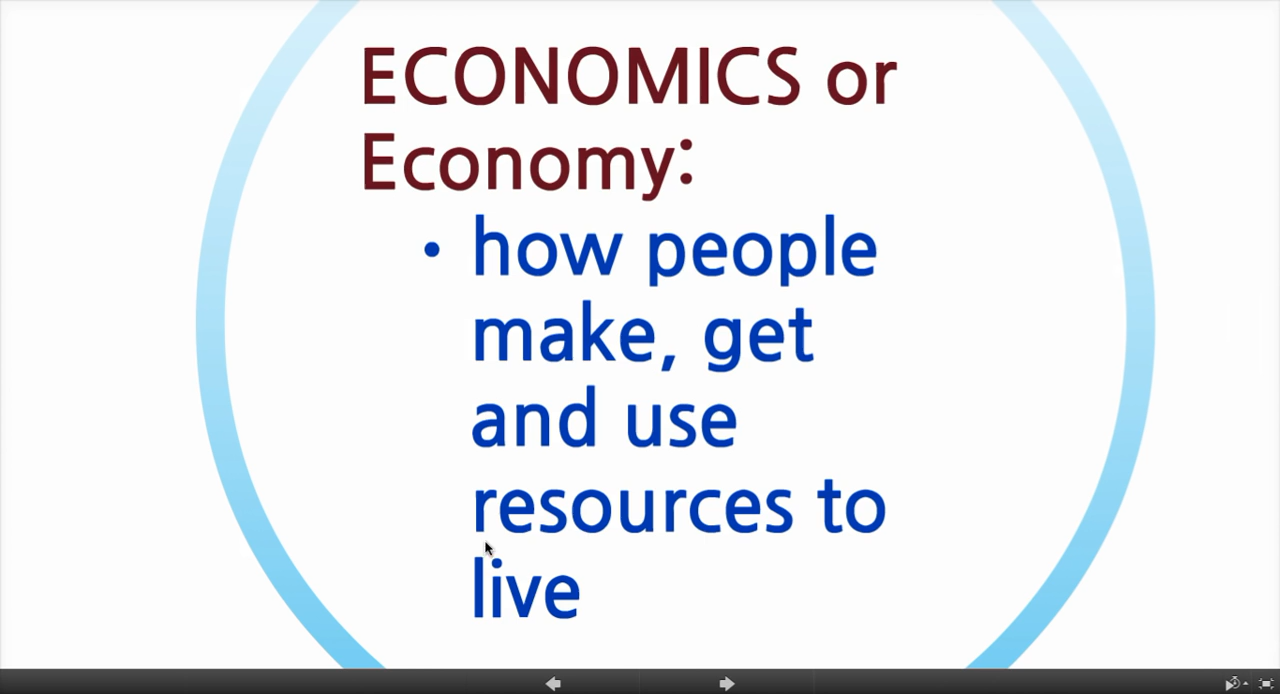 ECONOMICS or
Economy:
• how people
make, get
and use
resources to
live